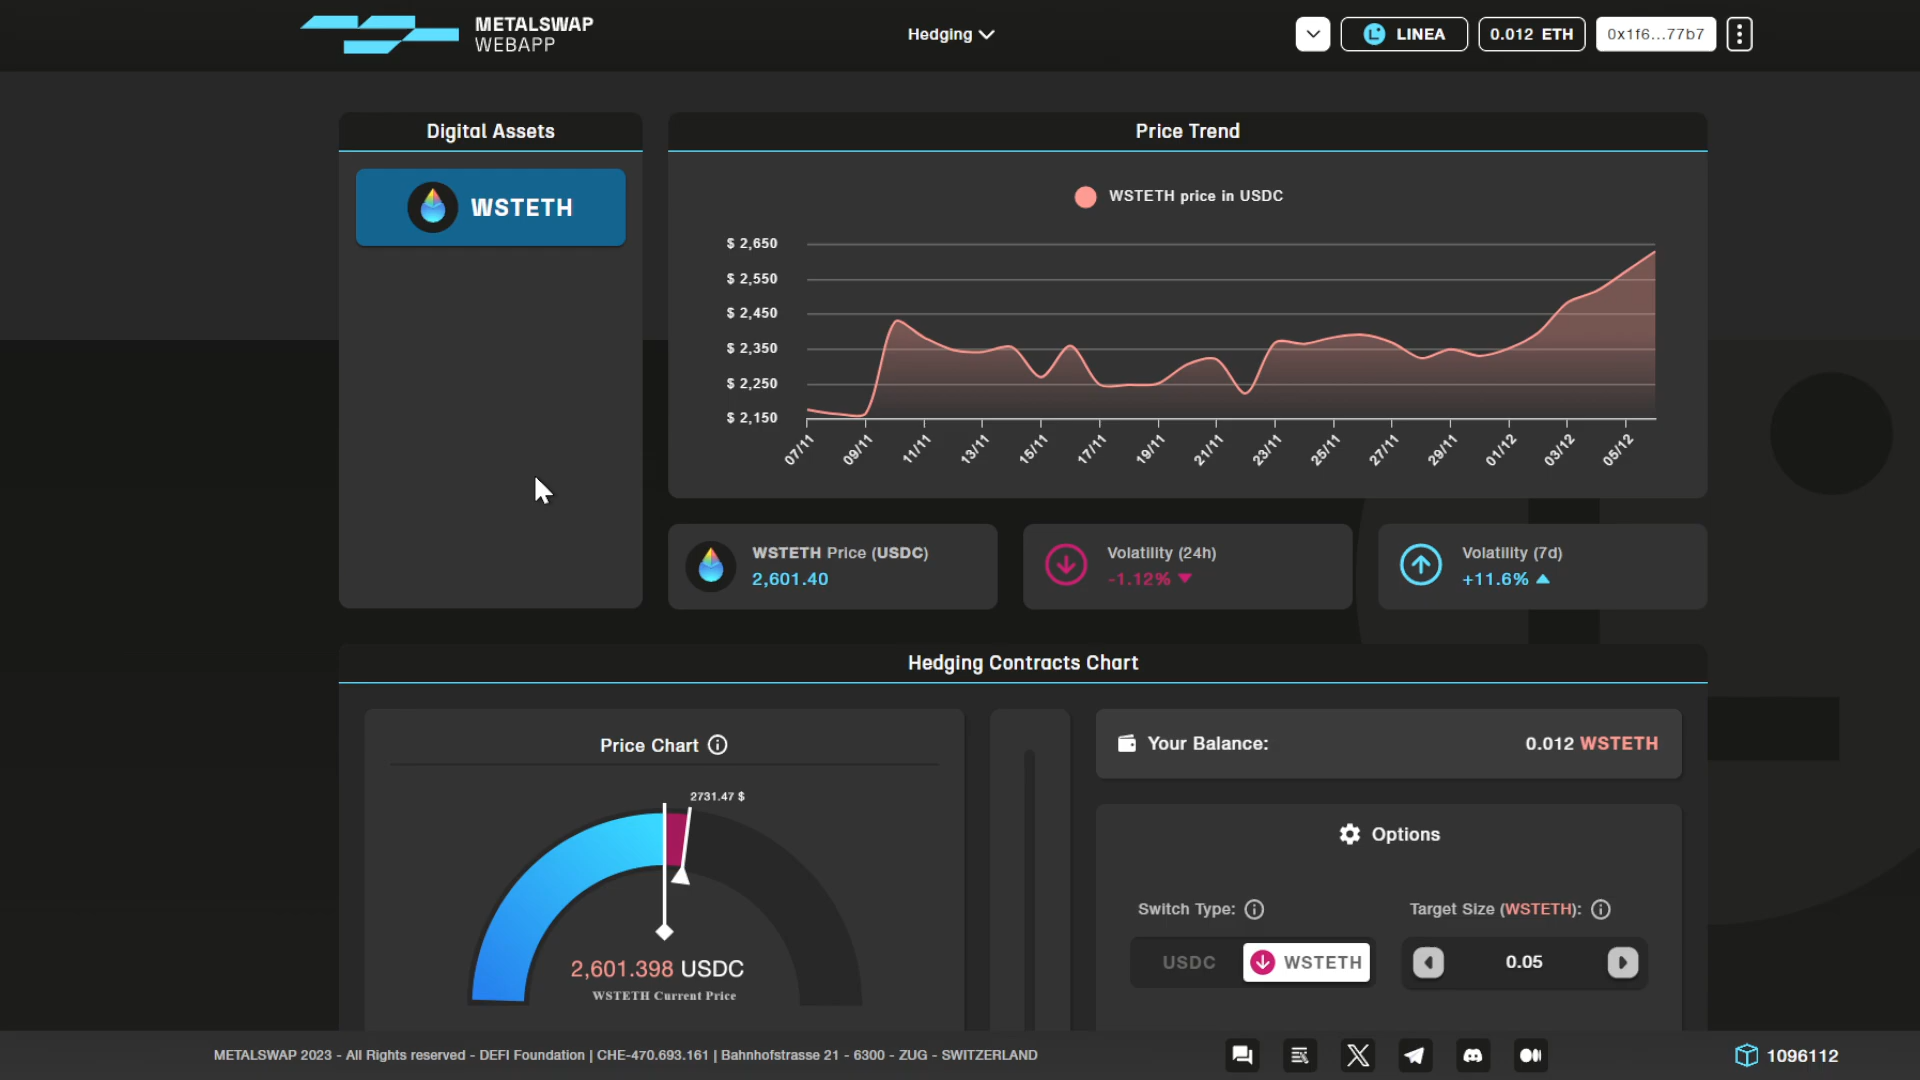 METALSWAP
WEBAPP
Hedging
LINEA
0.012 ETH
0x1f6...77b7
Digital Assets
WSTETH
Price Trend
WSTETH price in USDC
$ 2,650
$ 2,550
$ 2,450
$ 2,350
$ 2,250
$ 2,150
07/11
09/11
11/11
13/11
15/11
17/11
19/11
21/11
23/11
25/11
27/11
29/11
01/12
03/12
05/12
WSTETH Price (USDC)
2,601.40
Volatility (24h)
-1.12%
Volatility (7d)
+11.6%
Hedging Contracts Chart
Price Chart
2731.47 $
2,601.398 USDC
WSTETH Current Price
Your Balance:
0.012 WSTETH
Options
Switch Type:
USDC
WSTETH
Target Size (WSTETH):
0.05
METALSWAP 2023 - All Rights reserved - DEFI Foundation | CHE-470.693.161 | Bahnhofstrasse 21 - 6300 - ZUG - SWITZERLAND
1096112